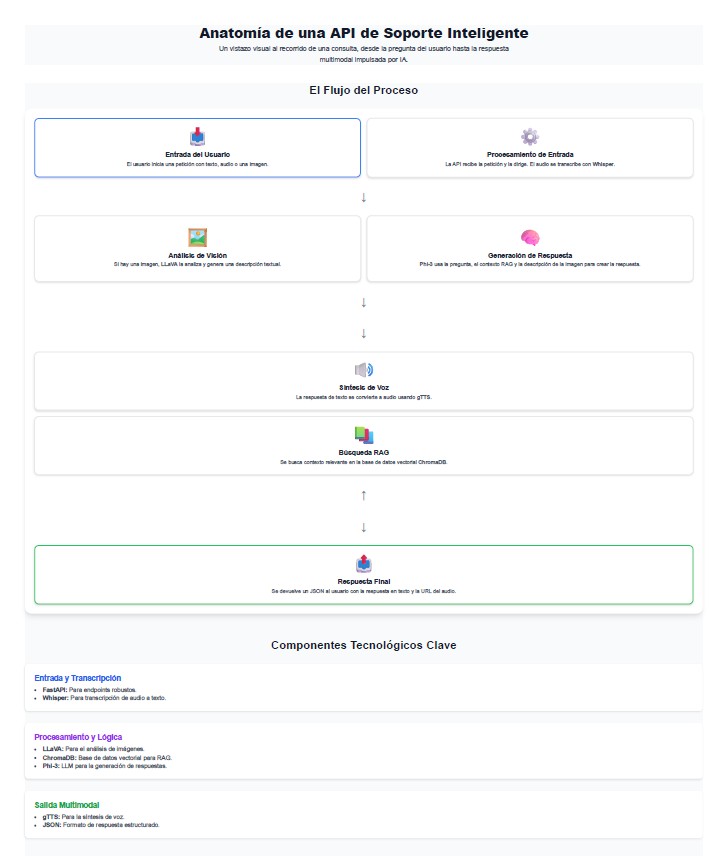 Anatomía de una API de Soporte Inteligente
Un vistazo visual al recorrido de una consulta, desde la pregunta del usuario hasta la respuesta
multimodal impulsada por IA.
El Flujo del Proceso
Entrada del Usuario
El usuario inicia una petición con texto, audio o una imagen.
Procesamiento de Entrada
La API recibe la petición y la dirige. El audio se transcribe con Whisper.
↓
Análisis de Visión
Si hay una imagen, LLaVA la analiza y genera una descripción textual.
Generación de Respuesta
Phi-3 usa la pregunta, el contexto RAG y la descripción de la imagen para crear la respuesta.
↓
↓
Síntesis de Voz
La respuesta de texto se convierte a audio usando gTTS.
Búsqueda RAG
Se busca contexto relevante en la base de datos vectorial ChromaDB.
↑
↓
Respuesta Final
Se devuelve un JSON al usuario con la respuesta en texto y la URL del audio.
Componentes Tecnológicos Clave
Entrada y Transcripción
• FastAPI: Para endpoints robustos.
• Whisper: Para transcripción de audio a texto.
Procesamiento y Lógica
• LLaVA: Para el análisis de imágenes.
• ChromaDB: Base de datos vectorial para RAG.
• Phi-3: LLM para la generación de respuestas.
Salida Multimodal
• gTTS: Para la síntesis de voz.
• JSON: Formato de respuesta estructurado.